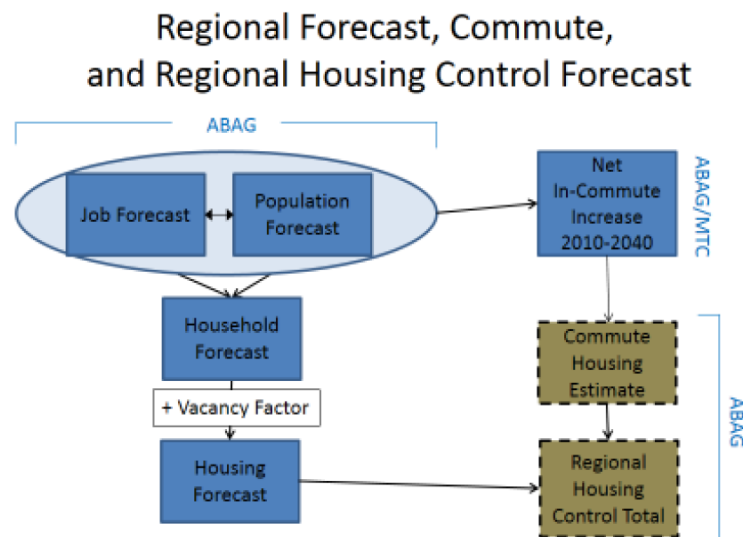 Regional Forecast, Commute,
and Regional Housing Control Forecast
ABAG
Job Forecast
Population
Forecast
Net
In-Commute
Increase
2010-2040
ABAG/MTC
Household
Forecast
+ Vacancy Factor
Housing
Forecast
Commute
Housing
Estimate
Regional
Housing
Control Total
ABAG